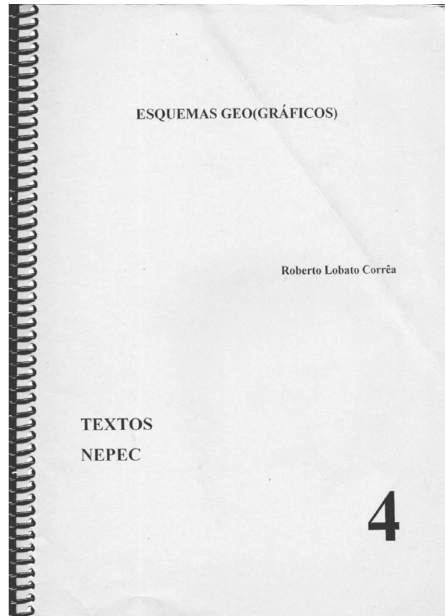 ESQUEMAS GEO(GRÁFICOS)
Roberto Lobato Corrêa
TEXTOS
NEPEC
4